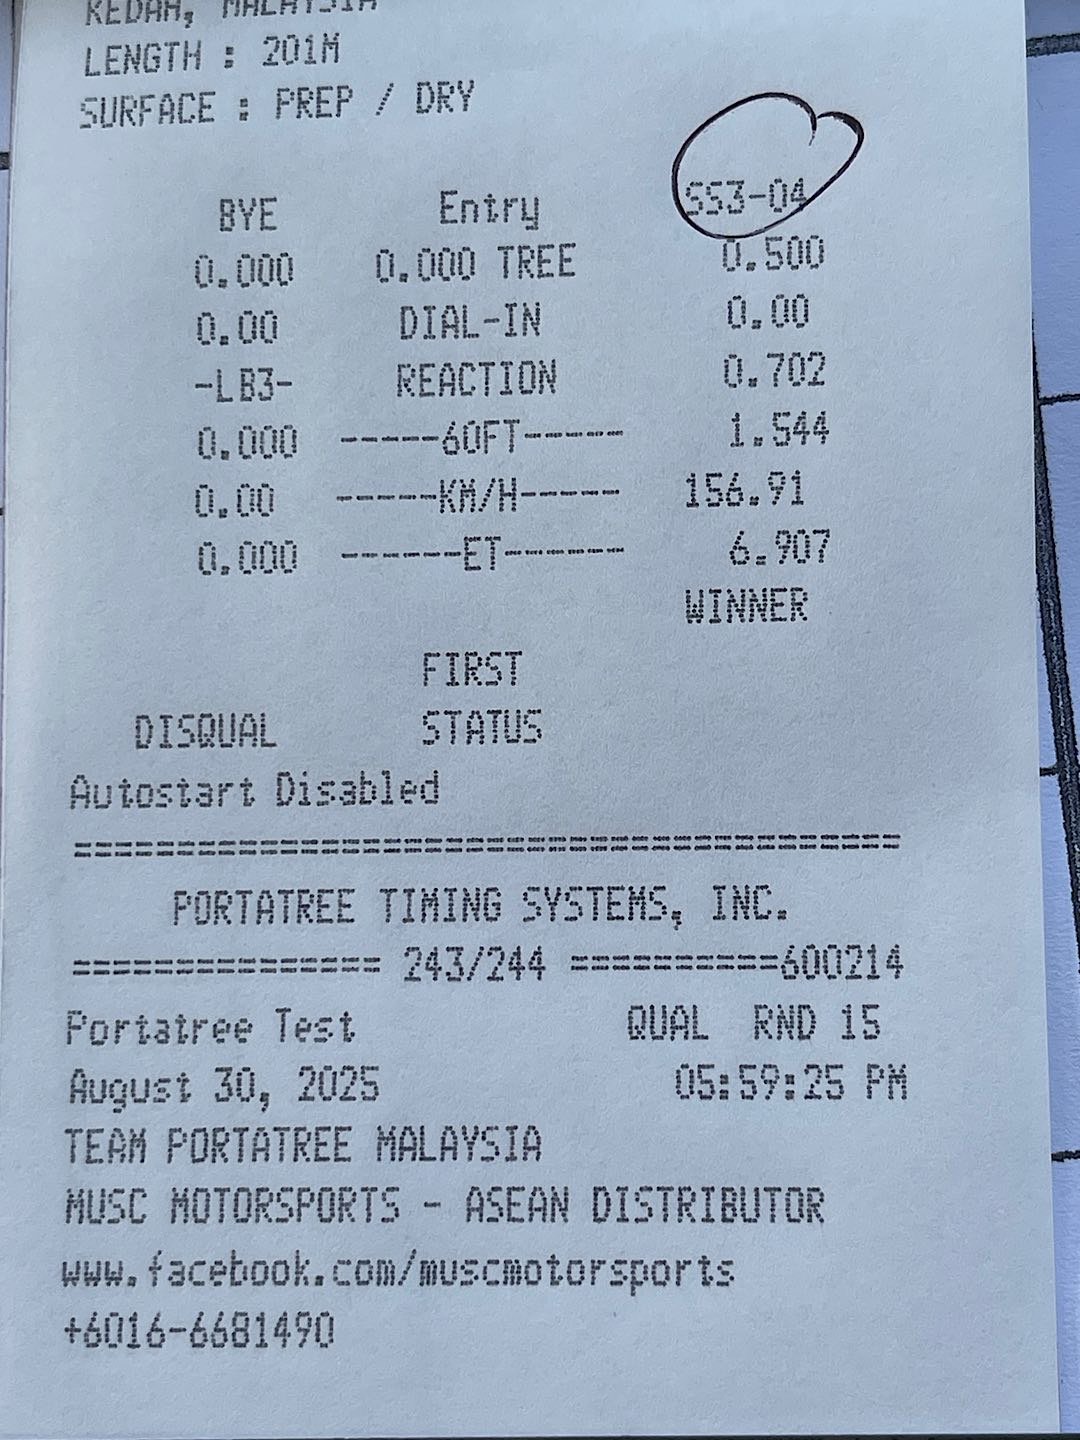 KEDAH, MALAYSIA
LENGTH : 201M
SURFACE : PREP / DRY
BYE Entry SS3-04
0.000 0.000 TREE 0.500
0.00 DIAL-IN 0.00
-LB3- REACTION 0.702
0.000 -----60FT----- 1.544
0.00 -----KM/H----- 156.91
0.000 ------ET------ 6.907
WINNER
FIRST
DISQUAL STATUS
Autostart Disabled
========================================
PORTATREE TIMING SYSTEMS, INC.
=============== 243/244 ==========600214
Portatree Test QUAL RND 15
August 30, 2025 05:59:25 PM
TEAM PORTATREE MALAYSIA
MUSC MOTORSPORTS - ASEAN DISTRIBUTOR
www.facebook.com/muscmotorsports
+6016-6681490